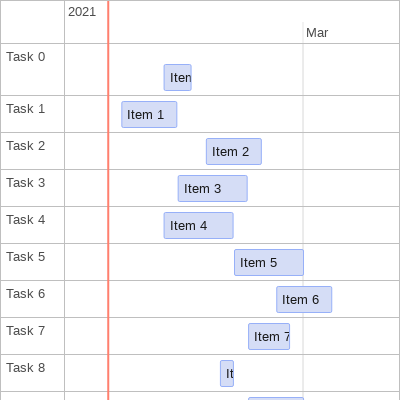 2021
Mar
Task 0
Task 1
Item 1
Task 2
Item 2
Task 3
Item 3
Task 4
Item 4
Task 5
Item 5
Task 6
Item 6
Task 7
Item 7
Task 8